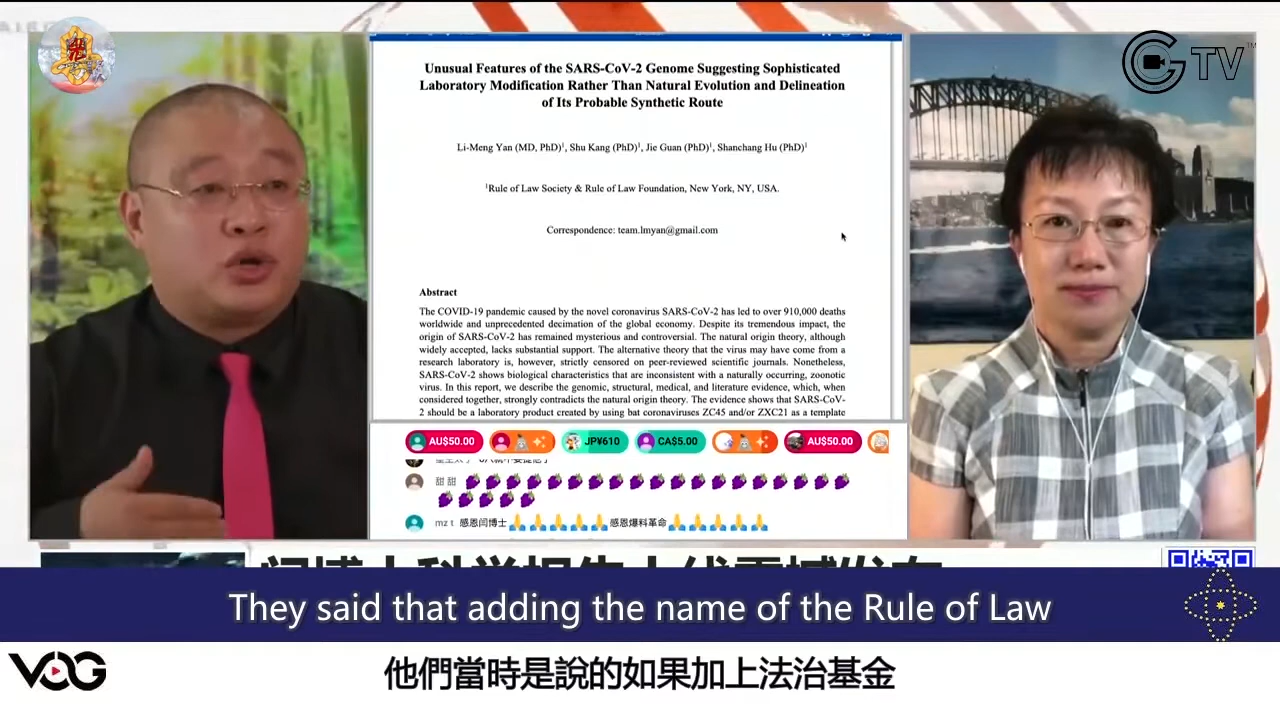 GTV™
Unusual Features of the SARS-CoV-2 Genome Suggesting Sophisticated
Laboratory Modification Rather Than Natural Evolution and Delineation
of Its Probable Synthetic Route
Li-Meng Yan (MD, PhD)¹, Shu Kang (PhD)¹, Jie Guan (PhD)¹, Shanchang Hu (PhD)¹
¹Rule of Law Society & Rule of Law Foundation, New York, NY, USA.
Correspondence: team.lmyan@gmail.com
Abstract
The COVID-19 pandemic caused by the novel coronavirus SARS-CoV-2 has led to over 910,000 deaths
worldwide and unprecedented decimation of the global economy. Despite its tremendous impact, the
origin of SARS-CoV-2 has remained mysterious and controversial. The natural origin theory, although
widely accepted, lacks substantial support. The alternative theory that the virus may have come from a
research laboratory is, however, strictly censored on peer-reviewed scientific journals. Nonetheless,
SARS-CoV-2 shows biological characteristics that are inconsistent with a naturally occurring, zoonotic
virus. In this report, we describe the genomic, structural, medical, and literature evidence, which, when
considered together, strongly contradicts the natural origin theory. The evidence shows that SARS-CoV-
2 should be a laboratory product created by using bat coronaviruses ZC45 and/or ZXC21 as a template
AU$50.00 JP¥610 CA$5.00 AU$50.00
甜 甜
mz t 感恩闫博士🙏🙏🙏🙏🙏感恩爆料革命🙏🙏🙏🙏🙏
They said that adding the name of the Rule of Law
VOG
他們當時是說的如果加上法治基金